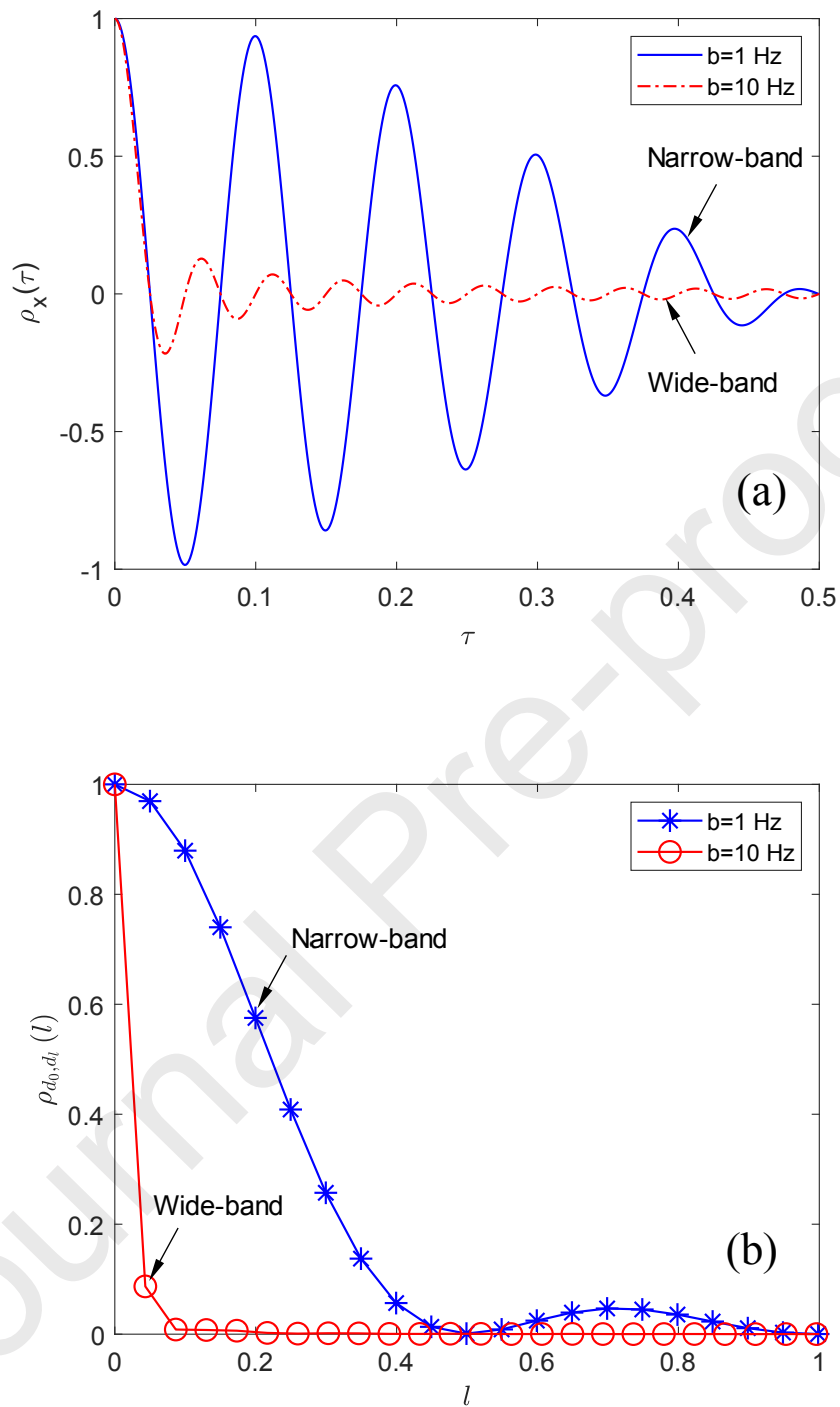 1
0.5
0
-0.5
-1
ρX(τ)
b=1 Hz
b=10 Hz
Narrow-band
Wide-band
(a)
0 0.1 0.2 0.3 0.4 0.5
τ
1
0.8
0.6
0.4
0.2
0
ρd0,dl(l)
b=1 Hz
b=10 Hz
Narrow-band
Wide-band
(b)
0 0.2 0.4 0.6 0.8 1
l
ournal Pre-proo